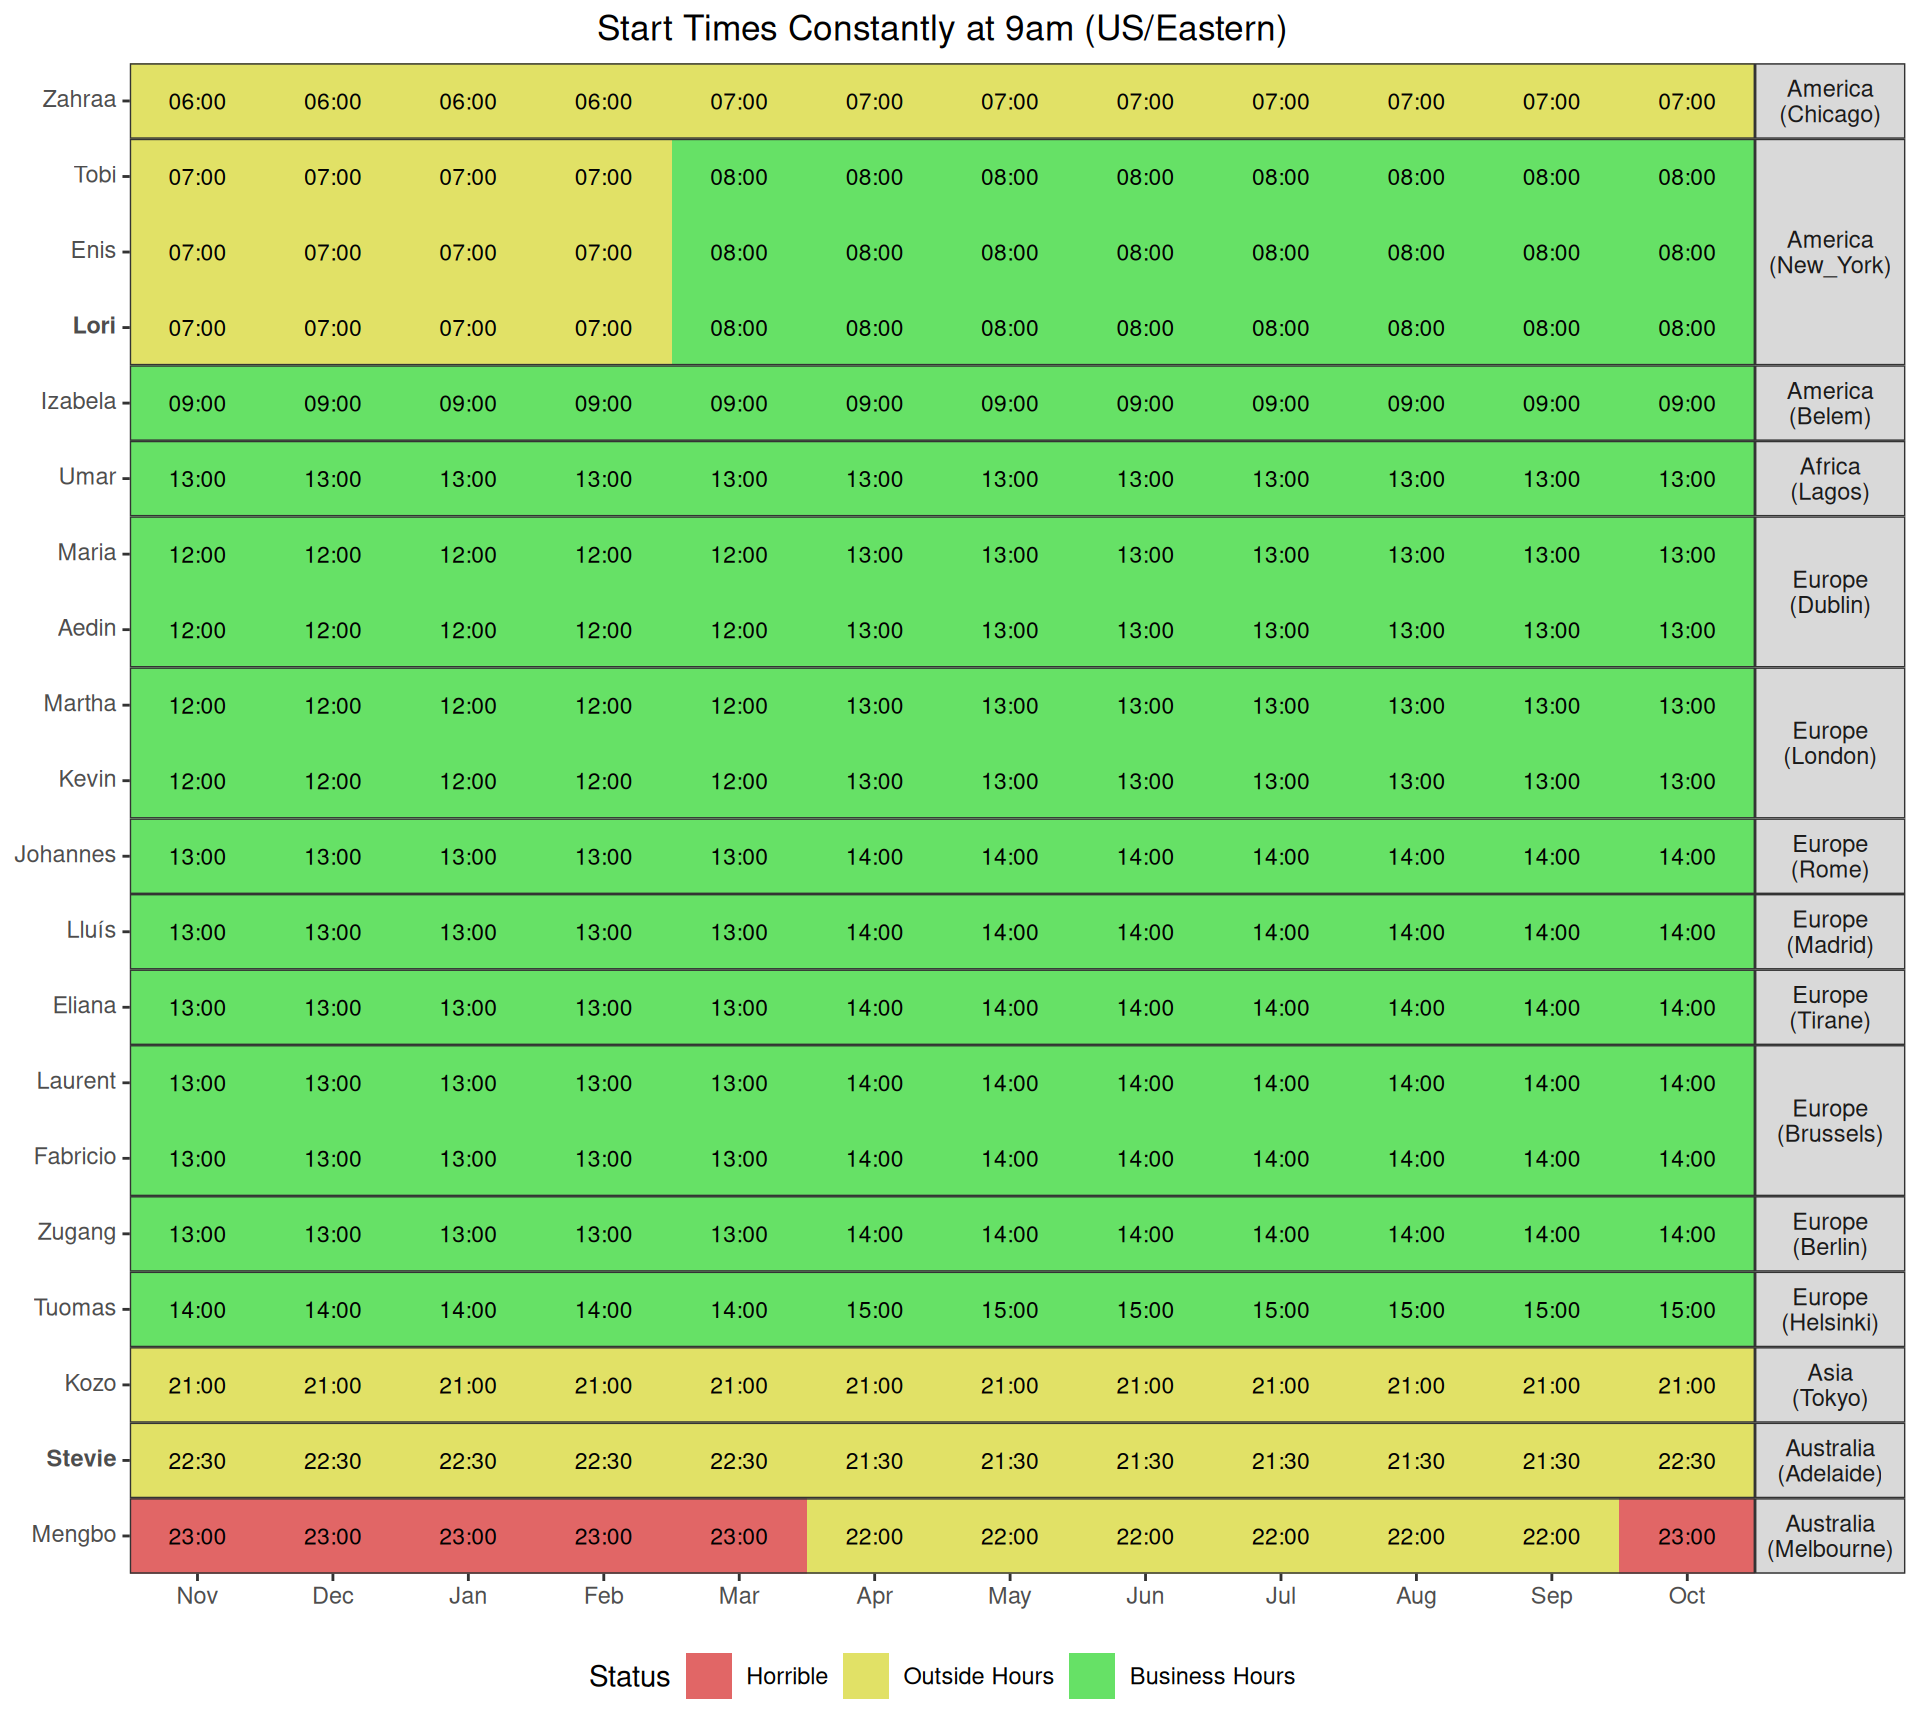 Start Times Constantly at 9am (US/Eastern)
Zahraa 06:00 06:00 06:00 06:00 07:00 07:00 07:00 07:00 07:00 07:00 07:00 07:00 America
(Chicago)
Tobi 07:00 07:00 07:00 07:00 08:00 08:00 08:00 08:00 08:00 08:00 08:00 08:00
Enis 07:00 07:00 07:00 07:00 08:00 08:00 08:00 08:00 08:00 08:00 08:00 08:00 America
(New_York)
Lori 07:00 07:00 07:00 07:00 08:00 08:00 08:00 08:00 08:00 08:00 08:00 08:00
Izabela 09:00 09:00 09:00 09:00 09:00 09:00 09:00 09:00 09:00 09:00 09:00 09:00 America
(Belem)
Umar 13:00 13:00 13:00 13:00 13:00 13:00 13:00 13:00 13:00 13:00 13:00 13:00 Africa
(Lagos)
Maria 12:00 12:00 12:00 12:00 12:00 13:00 13:00 13:00 13:00 13:00 13:00 13:00 Europe
(Dublin)
Aedin 12:00 12:00 12:00 12:00 12:00 13:00 13:00 13:00 13:00 13:00 13:00 13:00
Martha 12:00 12:00 12:00 12:00 12:00 13:00 13:00 13:00 13:00 13:00 13:00 13:00 Europe
(London)
Kevin 12:00 12:00 12:00 12:00 12:00 13:00 13:00 13:00 13:00 13:00 13:00 13:00
Johannes 13:00 13:00 13:00 13:00 13:00 14:00 14:00 14:00 14:00 14:00 14:00 14:00 Europe
(Rome)
Lluís 13:00 13:00 13:00 13:00 13:00 14:00 14:00 14:00 14:00 14:00 14:00 14:00 Europe
(Madrid)
Eliana 13:00 13:00 13:00 13:00 13:00 14:00 14:00 14:00 14:00 14:00 14:00 14:00 Europe
(Tirane)
Laurent 13:00 13:00 13:00 13:00 13:00 14:00 14:00 14:00 14:00 14:00 14:00 14:00 Europe
(Brussels)
Fabricio 13:00 13:00 13:00 13:00 13:00 14:00 14:00 14:00 14:00 14:00 14:00 14:00
Zugang 13:00 13:00 13:00 13:00 13:00 14:00 14:00 14:00 14:00 14:00 14:00 14:00 Europe
(Berlin)
Tuomas 14:00 14:00 14:00 14:00 14:00 15:00 15:00 15:00 15:00 15:00 15:00 15:00 Europe
(Helsinki)
Kozo 21:00 21:00 21:00 21:00 21:00 21:00 21:00 21:00 21:00 21:00 21:00 21:00 Asia
(Tokyo)
Stevie 22:30 22:30 22:30 22:30 22:30 21:30 21:30 21:30 21:30 21:30 21:30 22:30 Australia
(Adelaide)
Mengbo 23:00 23:00 23:00 23:00 23:00 22:00 22:00 22:00 22:00 22:00 22:00 23:00 Australia
(Melbourne)
Nov Dec Jan Feb Mar Apr May Jun Jul Aug Sep Oct
Status Horrible Outside Hours Business Hours